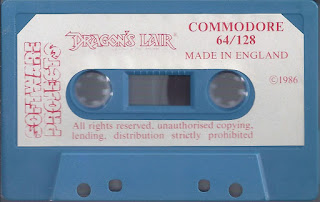 SOFTWARE
PROJECTS
DRAGON'S LAIR
COMMODORE
64/128
MADE IN ENGLAND
©1986
All rights reserved, unauthorised copying,
lending, distribution strictly prohibited